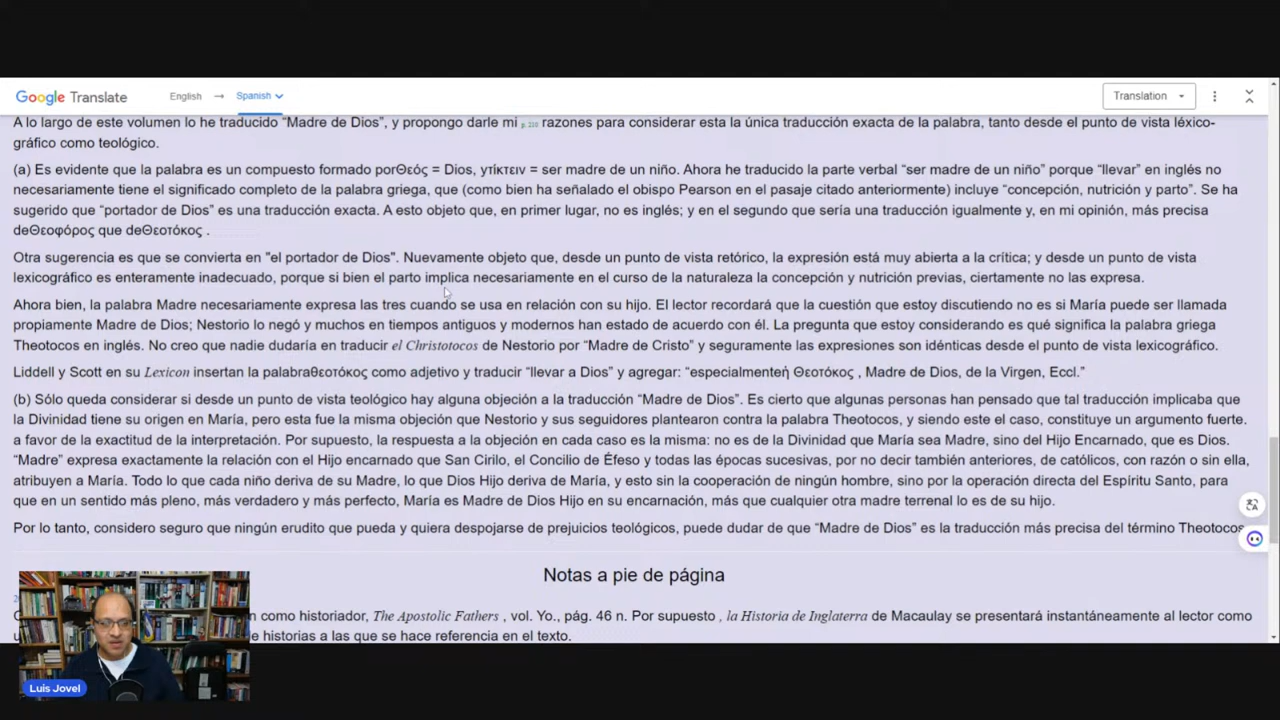 Google Translate
English → Spanish
Translation
A lo largo de este volumen lo he traducido “Madre de Dios”, y propongo darle mi p. 210 razones para considerar esta la única traducción exacta de la palabra, tanto desde el punto de vista léxico-
gráfico como teológico.
(a) Es evidente que la palabra es un compuesto formado porΘεός = Dios, yτίκτειν = ser madre de un niño. Ahora he traducido la parte verbal “ser madre de un niño” porque “llevar” en inglés no
necesariamente tiene el significado completo de la palabra griega, que (como bien ha señalado el obispo Pearson en el pasaje citado anteriormente) incluye “concepción, nutrición y parto”. Se ha
sugerido que “portador de Dios” es una traducción exacta. A esto objeto que, en primer lugar, no es inglés; y en el segundo que sería una traducción igualmente y, en mi opinión, más precisa
deΘεοφόρος que deΘεοτόκος .
Otra sugerencia es que se convierta en "el portador de Dios". Nuevamente objeto que, desde un punto de vista retórico, la expresión está muy abierta a la crítica; y desde un punto de vista
lexicográfico es enteramente inadecuado, porque si bien el parto implica necesariamente en el curso de la naturaleza la concepción y nutrición previas, ciertamente no las expresa.
Ahora bien, la palabra Madre necesariamente expresa las tres cuando se usa en relación con su hijo. El lector recordará que la cuestión que estoy discutiendo no es si María puede ser llamada
propiamente Madre de Dios; Nestorio lo negó y muchos en tiempos antiguos y modernos han estado de acuerdo con él. La pregunta que estoy considerando es qué significa la palabra griega
Theotocos en inglés. No creo que nadie dudaría en traducir el Christotocos de Nestorio por “Madre de Cristo” y seguramente las expresiones son idénticas desde el punto de vista lexicográfico.
Liddell y Scott en su Lexicon insertan la palabraθεοτόκος como adjetivo y traducir “llevar a Dios” y agregar: “especialmenteἡ Θεοτόκος , Madre de Dios, de la Virgen, Eccl.”
(b) Sólo queda considerar si desde un punto de vista teológico hay alguna objeción a la traducción “Madre de Dios”. Es cierto que algunas personas han pensado que tal traducción implicaba que
la Divinidad tiene su origen en María, pero esta fue la misma objeción que Nestorio y sus seguidores plantearon contra la palabra Theotocos, y siendo este el caso, constituye un argumento fuerte.
a favor de la exactitud de la interpretación. Por supuesto, la respuesta a la objeción en cada caso es la misma: no es de la Divinidad que María sea Madre, sino del Hijo Encarnado, que es Dios.
“Madre” expresa exactamente la relación con el Hijo encarnado que San Cirilo, el Concilio de Éfeso y todas las épocas sucesivas, por no decir también anteriores, de católicos, con razón o sin ella,
atribuyen a María. Todo lo que cada niño deriva de su Madre, lo que Dios Hijo deriva de María, y esto sin la cooperación de ningún hombre, sino por la operación directa del Espíritu Santo, para
que en un sentido más pleno, más verdadero y más perfecto, María es Madre de Dios Hijo en su encarnación, más que cualquier otra madre terrenal lo es de su hijo.
Por lo tanto, considero seguro que ningún erudito que pueda y quiera despojarse de prejuicios teológicos, puede dudar de que “Madre de Dios” es la traducción más precisa del término Theotocos.
Notas a pie de página
n como historiador, The Apostolic Fathers , vol. Yo., pág. 46 n. Por supuesto , la Historia de Inglaterra de Macaulay se presentará instantáneamente al lector como
e historias a las que se hace referencia en el texto.
Luis Jovel